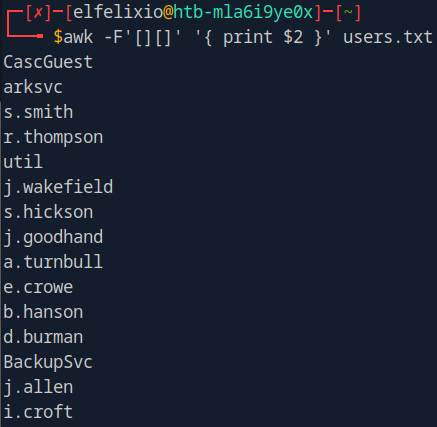 ┌─[✗]─[elfelixio@htb-mla6i9ye0x]─[~]
└──╼ $awk -F'[][]' '{ print $2 }' users.txt
CascGuest
arksvc
s.smith
r.thompson
util
j.wakefield
s.hickson
j.goodhand
a.turnbull
e.crowe
b.hanson
d.burman
BackupSvc
j.allen
i.croft